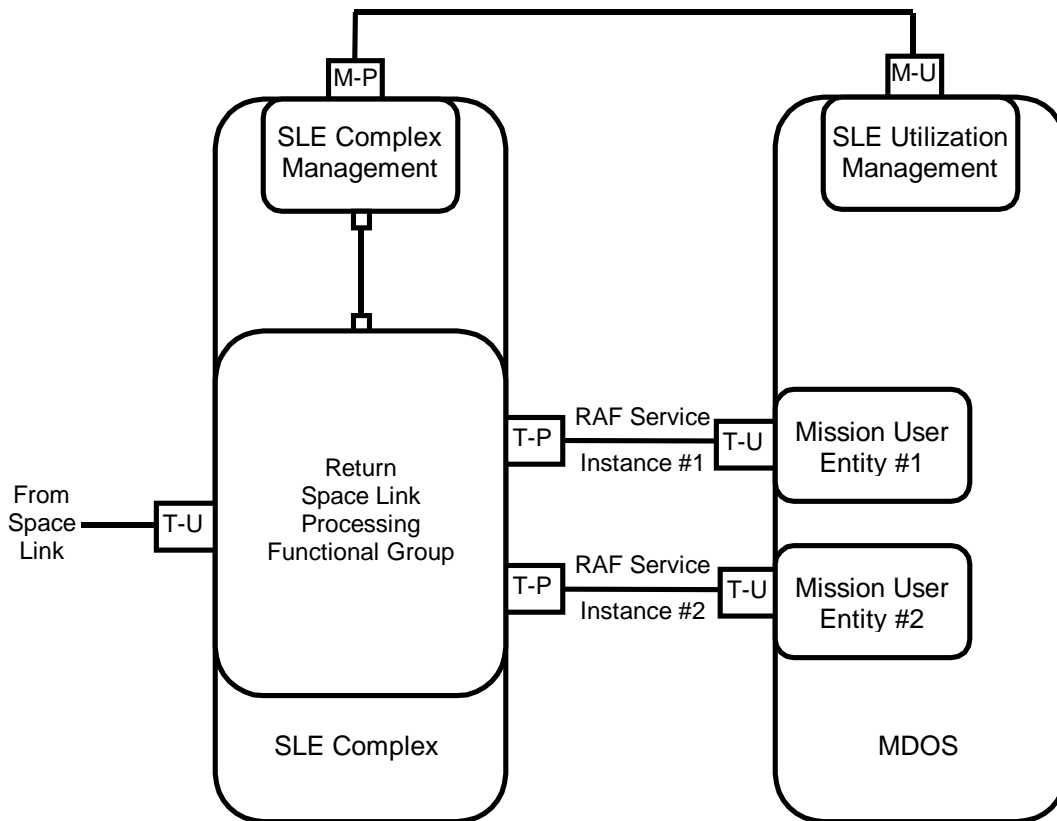 M-P
M-U
SLE Complex
Management
SLE Utilization
Management
T-P
RAF Service
Instance #1
T-U
Mission User
Entity #1
Return
Space Link
Processing
Functional Group
From
Space
Link
T-U
T-P
RAF Service
Instance #2
T-U
Mission User
Entity #2
SLE Complex
MDOS